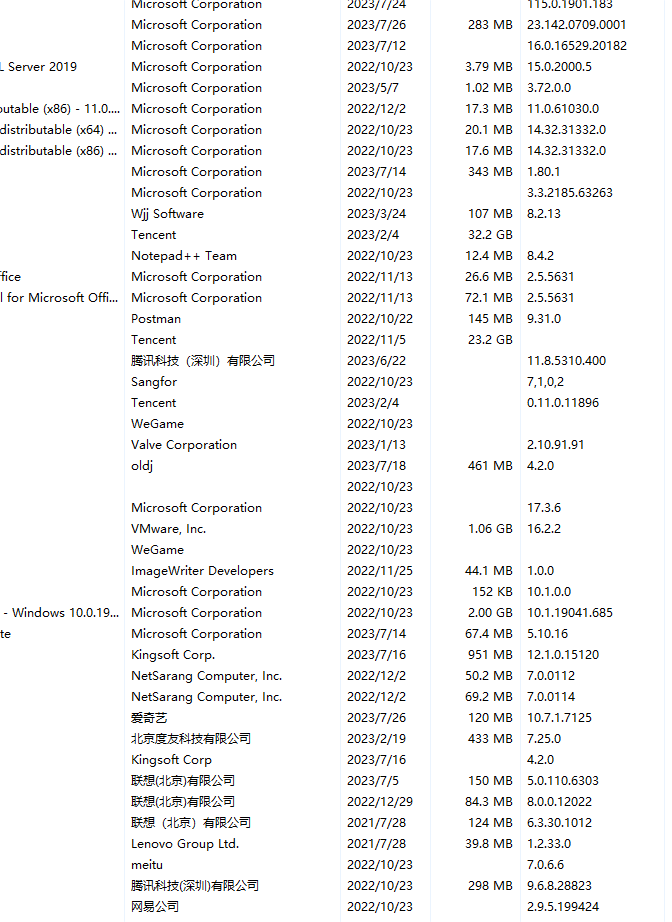 Microsoft Corporation 2023/7/24 115.0.1901.183
Microsoft Corporation 2023/7/26 283 MB 23.142.0709.0001
Microsoft Corporation 2023/7/12 16.0.16529.20182
L Server 2019 Microsoft Corporation 2022/10/23 3.79 MB 15.0.2000.5
Microsoft Corporation 2023/5/7 1.02 MB 3.72.0.0
butable (x86) - 11.0.... Microsoft Corporation 2022/12/2 17.3 MB 11.0.61030.0
distributable (x64) ... Microsoft Corporation 2022/10/23 20.1 MB 14.32.31332.0
distributable (x86) ... Microsoft Corporation 2022/10/23 17.6 MB 14.32.31332.0
Microsoft Corporation 2023/7/14 343 MB 1.80.1
Microsoft Corporation 2022/10/23 3.3.2185.63263
Wjj Software 2023/3/24 107 MB 8.2.13
Tencent 2023/2/4 32.2 GB
Notepad++ Team 2022/10/23 12.4 MB 8.4.2
ffice Microsoft Corporation 2022/11/13 26.6 MB 2.5.5631
l for Microsoft Offi... Microsoft Corporation 2022/11/13 72.1 MB 2.5.5631
Postman 2022/10/22 145 MB 9.31.0
Tencent 2022/11/5 23.2 GB
腾讯科技（深圳）有限公司 2023/6/22 11.8.5310.400
Sangfor 2022/10/23 7,1,0,2
Tencent 2023/2/4 0.11.0.11896
WeGame 2022/10/23
Valve Corporation 2023/1/13 2.10.91.91
oldj 2023/7/18 461 MB 4.2.0
2022/10/23
Microsoft Corporation 2022/10/23 17.3.6
VMware, Inc. 2022/10/23 1.06 GB 16.2.2
WeGame 2022/10/23
ImageWriter Developers 2022/11/25 44.1 MB 1.0.0
Microsoft Corporation 2022/10/23 152 KB 10.1.0.0
- Windows 10.0.19... Microsoft Corporation 2022/10/23 2.00 GB 10.1.19041.685
te Microsoft Corporation 2023/7/14 67.4 MB 5.10.16
Kingsoft Corp. 2023/7/16 951 MB 12.1.0.15120
NetSarang Computer, Inc. 2022/12/2 50.2 MB 7.0.0112
NetSarang Computer, Inc. 2022/12/2 69.2 MB 7.0.0114
爱奇艺 2023/7/26 120 MB 10.7.1.7125
北京度友科技有限公司 2023/2/19 433 MB 7.25.0
Kingsoft Corp 2023/7/16 4.2.0
联想(北京)有限公司 2023/7/5 150 MB 5.0.110.6303
联想(北京)有限公司 2022/12/29 84.3 MB 8.0.0.12022
联想（北京）有限公司 2021/7/28 124 MB 6.3.30.1012
Lenovo Group Ltd. 2021/7/28 39.8 MB 1.2.33.0
meitu 2022/10/23 7.0.6.6
腾讯科技(深圳)有限公司 2022/10/23 298 MB 9.6.8.28823
网易公司 2022/10/23 2.9.5.199424